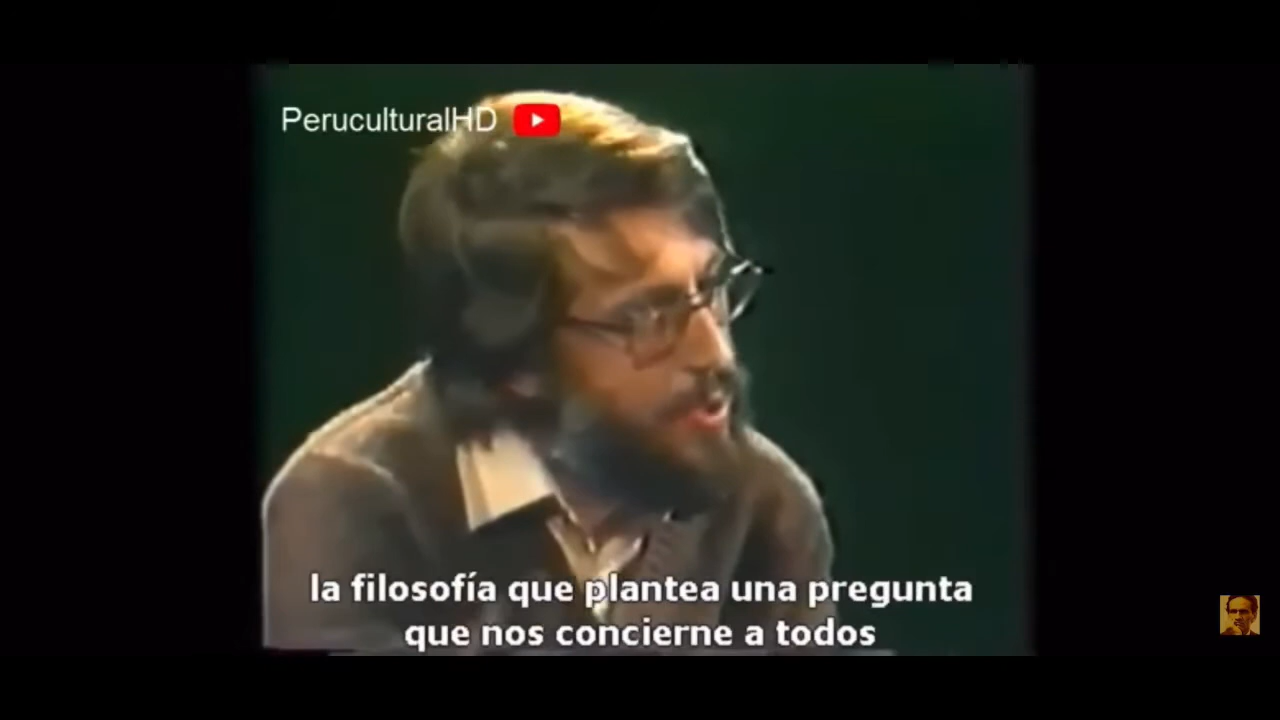 PeruculturalHD
la filosofía que plantea una pregunta
que nos concierne a todos